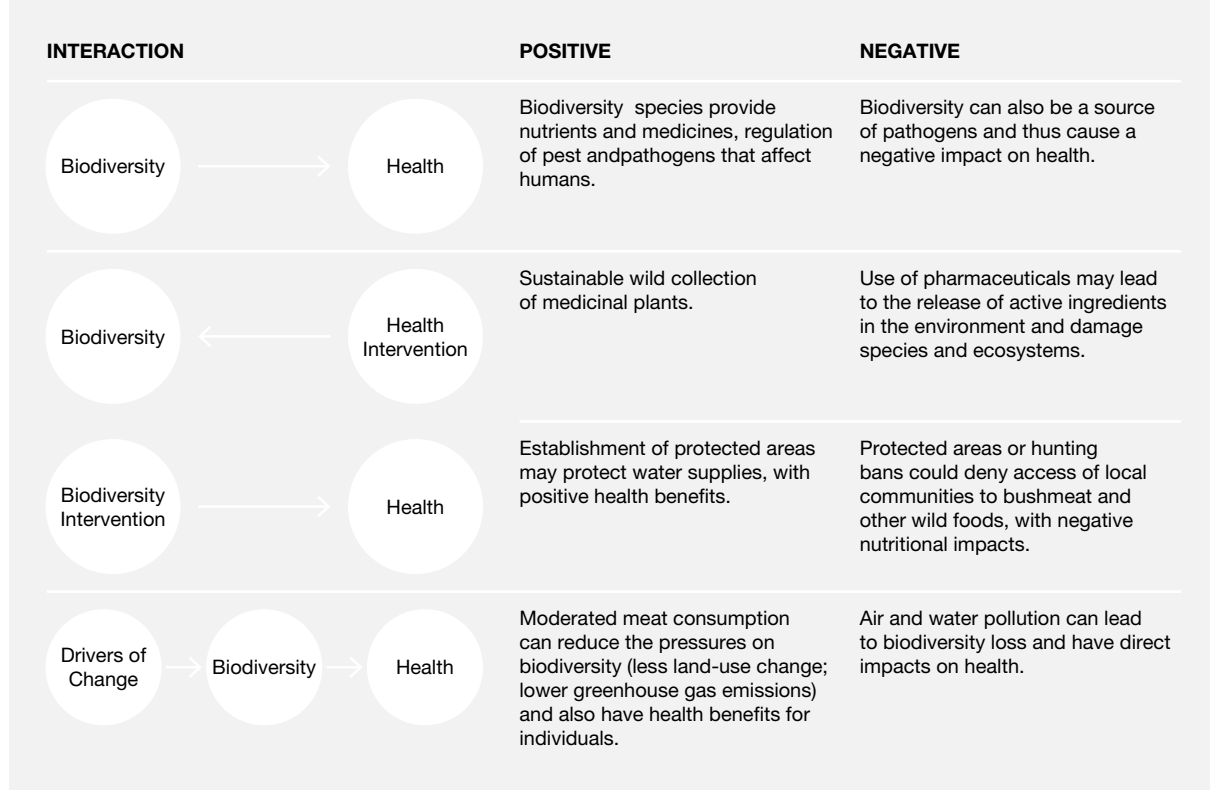 INTERACTION
POSITIVE
NEGATIVE
Biodiversity
Health
Biodiversity  species provide
nutrients and medicines, regulation
of pest andpathogens that affect
humans.
Biodiversity can also be a source
of pathogens and thus cause a
negative impact on health.
Biodiversity
Health
Intervention
Sustainable wild collection
of medicinal plants.
Use of pharmaceuticals may lead
to the release of active ingredients
in the environment and damage
species and ecosystems.
Biodiversity
Intervention
Health
Establishment of protected areas
may protect water supplies, with
positive health benefits.
Protected areas or hunting
bans could deny access of local
communities to bushmeat and
other wild foods, with negative
nutritional impacts.
Drivers of
Change
Biodiversity
Health
Moderated meat consumption
can reduce the pressures on
biodiversity (less land-use change;
lower greenhouse gas emissions)
and also have health benefits for
individuals.
Air and water pollution can lead
to biodiversity loss and have direct
impacts on health.